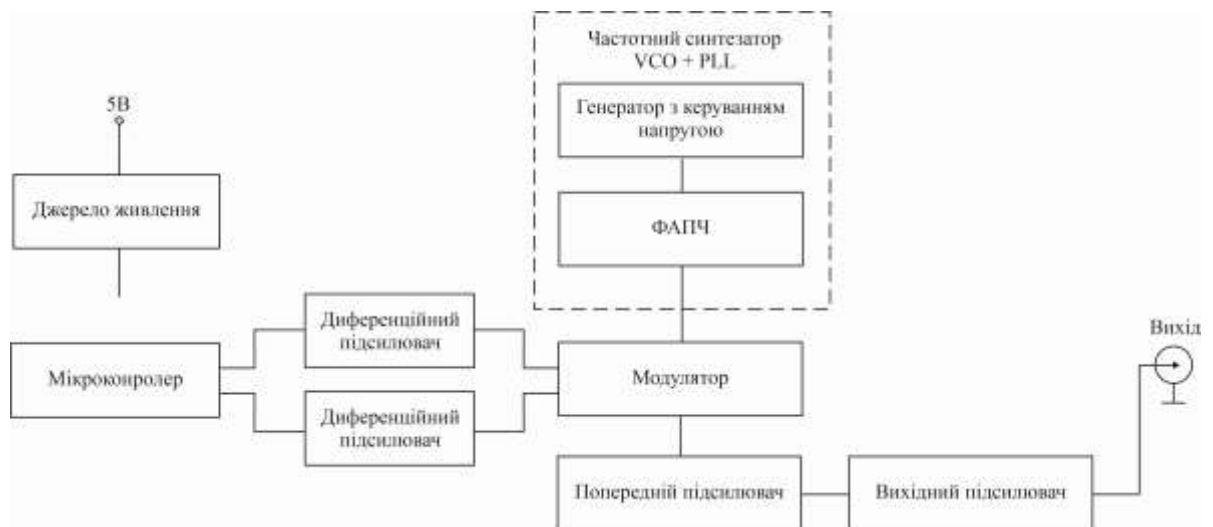 Частотний синтезатор
VCO + PLL
Генератор з керуванням
напругою
5В
Джерело живлення
ФАПЧ
Диференційний
підсилювач
Вихід
Мікроконролер
Модулятор
Диференційний
підсилювач
Попередній підсилювач
Вихідний підсилювач